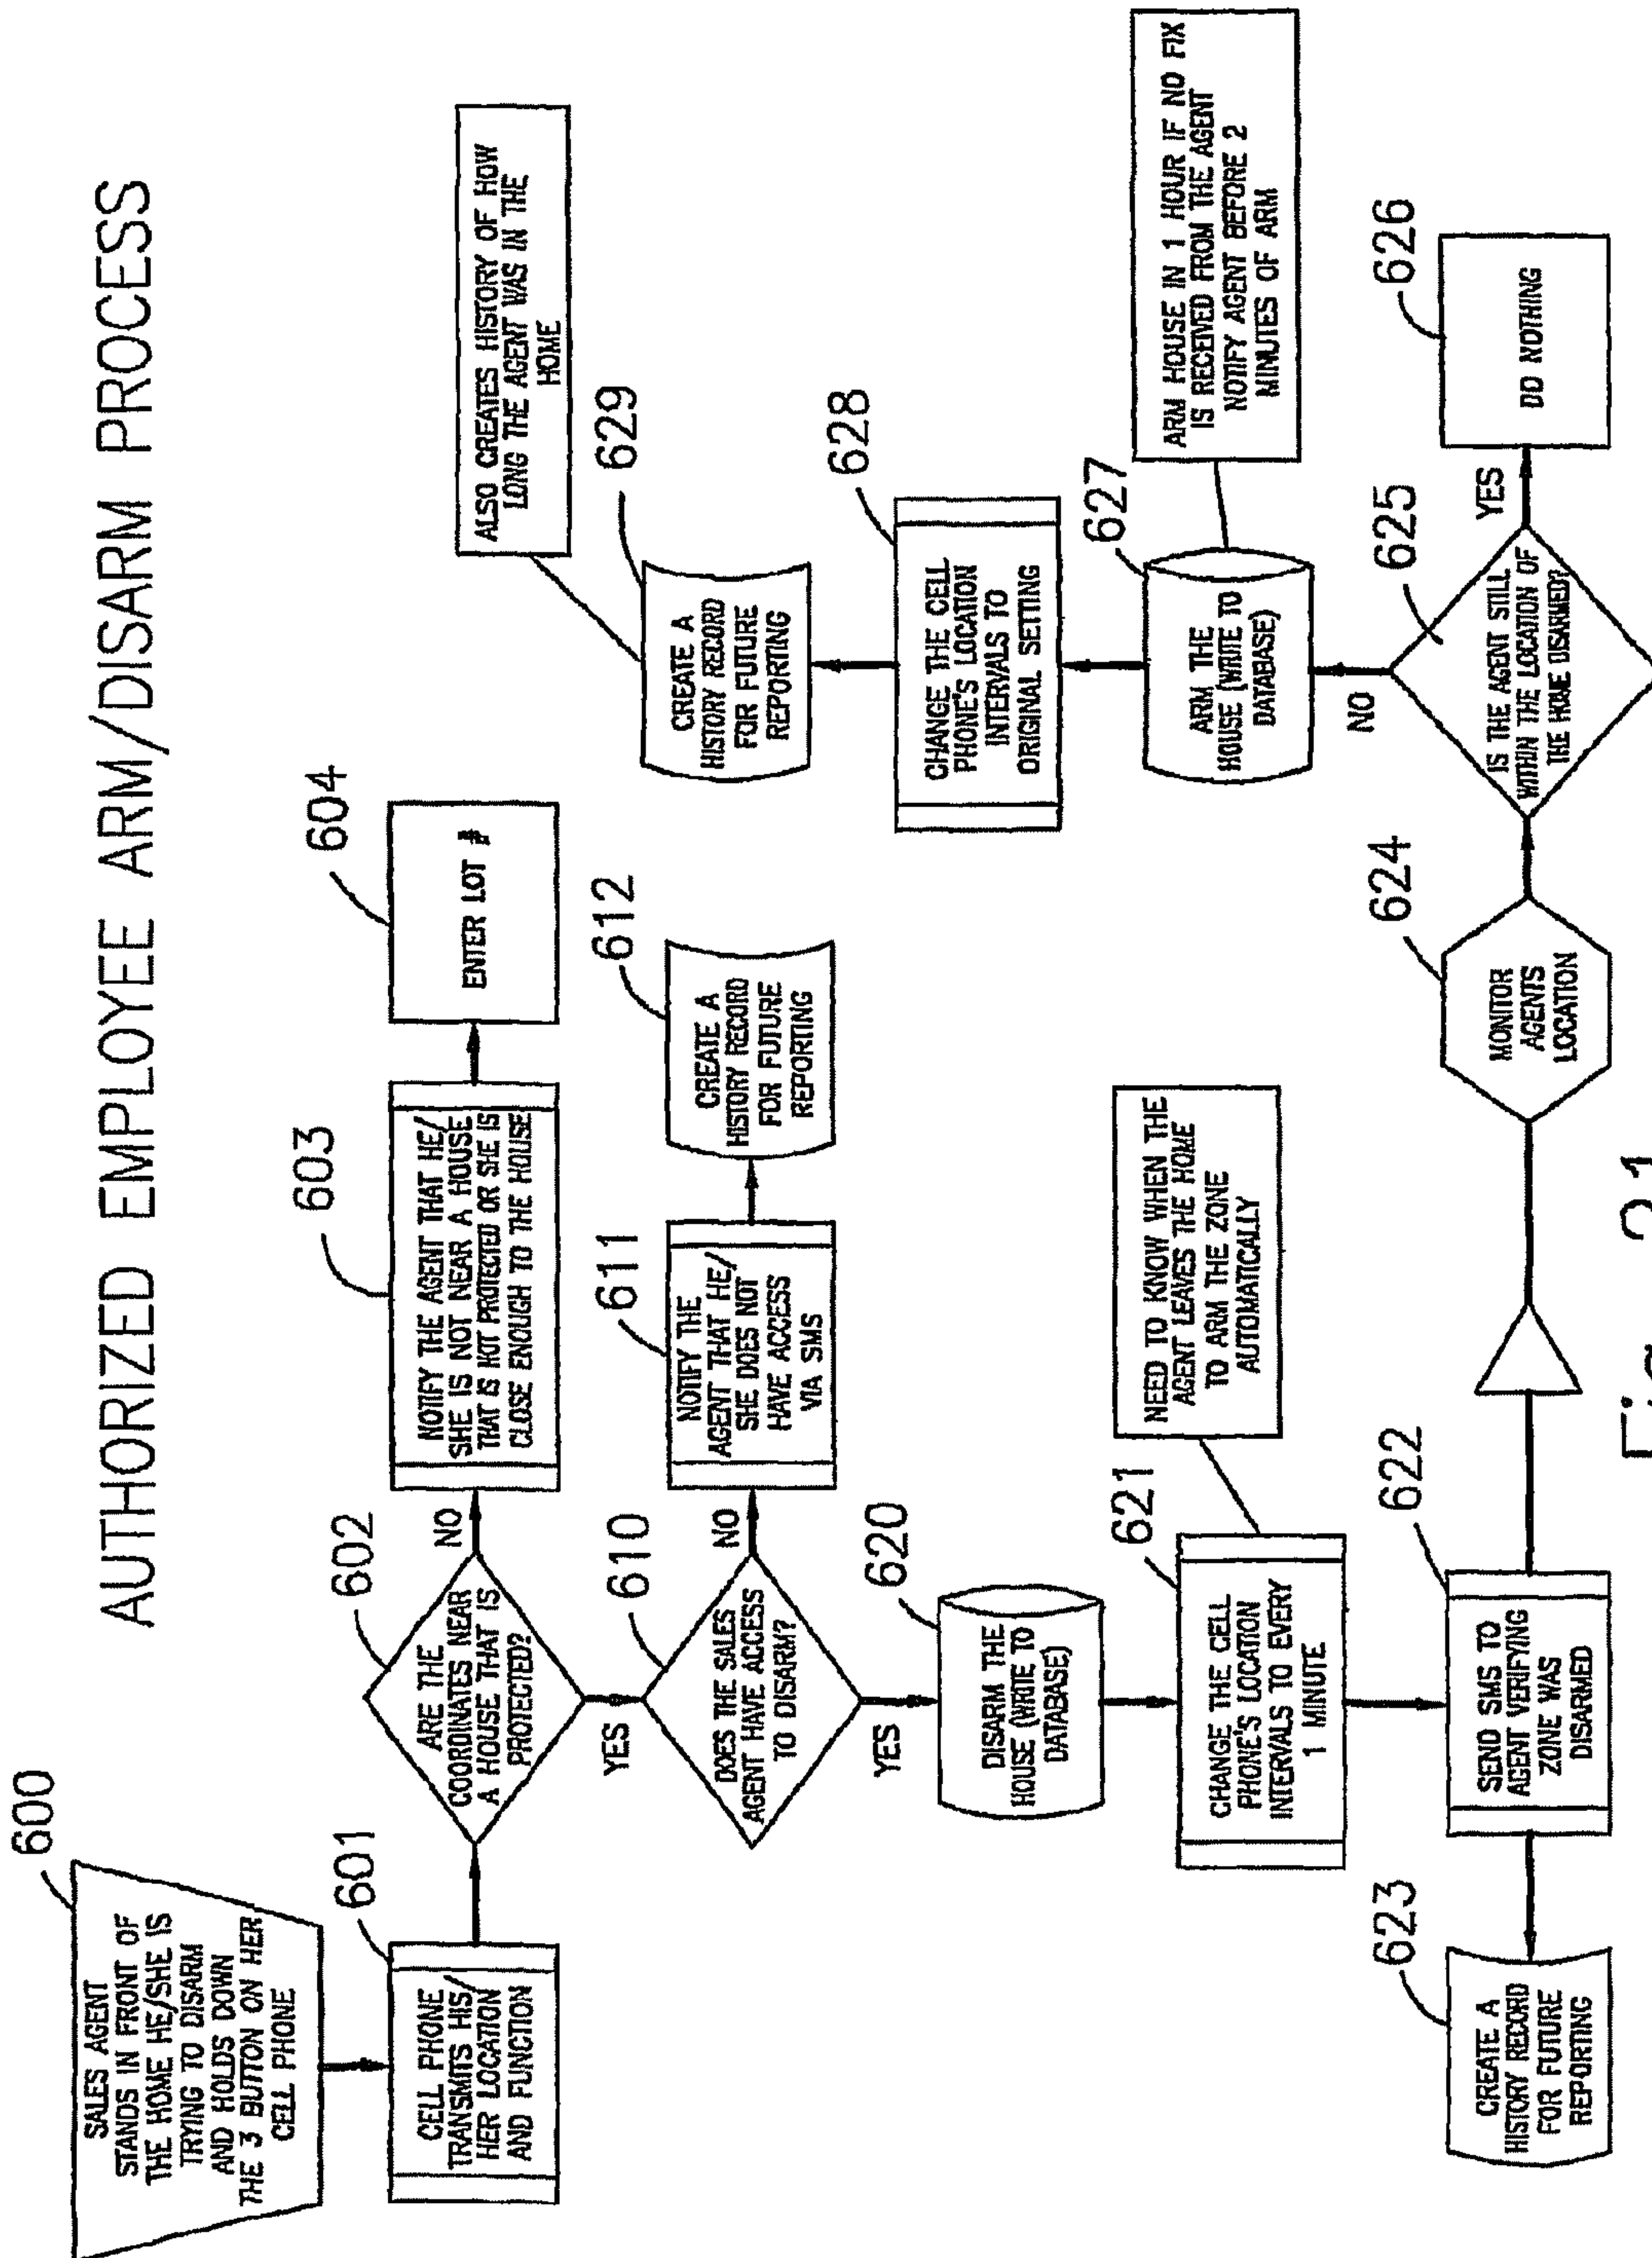 AUTHORIZED EMPLOYEE ARM/DISARM PROCESS
600
SALES AGENT
STANDS IN FRONT OF
THE HOME HE/SHE IS
TRYING TO DISARM
AND HOLDS DOWN
THE 3 BUTTON ON HER
CELL PHONE
601
CELL PHONE
TRANSMITS HIS/
HER LOCATION
AND FUNCTION
602
ARE THE
COORDINATES NEAR
A HOUSE THAT IS
PROTECTED?
NO
603
NOTIFY THE AGENT THAT HE/
SHE IS NOT NEAR A HOUSE
THAT IS NOT PROTECTED OR SHE IS
CLOSE ENOUGH TO THE HOUSE
604
ENTER LOT #
YES
610
DOES THE SALES
AGENT HAVE ACCESS
TO DISARM?
NO
611
NOTIFY THE
AGENT THAT HE/
SHE DOES NOT
HAVE ACCESS
VIA SMS
612
CREATE A
HISTORY RECORD
FOR FUTURE
REPORTING
YES
620
DISARM THE
HOUSE (WRITE TO
DATABASE)
621
CHANGE THE CELL
PHONE'S LOCATION
INTERVALS TO EVERY
1 MINUTE
NEED TO KNOW WHEN THE
AGENT LEAVES THE HOME
TO ARM THE ZONE
AUTOMATICALLY
622
SEND SMS TO
AGENT VERIFYING
ZONE WAS
DISARMED
623
CREATE A
HISTORY RECORD
FOR FUTURE
REPORTING
624
MONITOR
AGENTS
LOCATION
625
IS THE AGENT STILL
WITHIN THE LOCATION OF
THE HOME DISARMED?
YES
626
DO NOTHING
NO
627
ARM THE
HOUSE (WRITE TO
DATABASE)
ARM HOUSE IN 1 HOUR IF NO FIX
IS RECEIVED FROM THE AGENT
NOTIFY AGENT BEFORE 2
MINUTES OF ARM
628
CHANGE THE CELL
PHONE'S LOCATION
INTERVALS TO
ORIGINAL SETTING
629
CREATE A
HISTORY RECORD
FOR FUTURE
REPORTING
ALSO CREATES HISTORY OF HOW
LONG THE AGENT WAS IN THE
HOME
Fig. 21